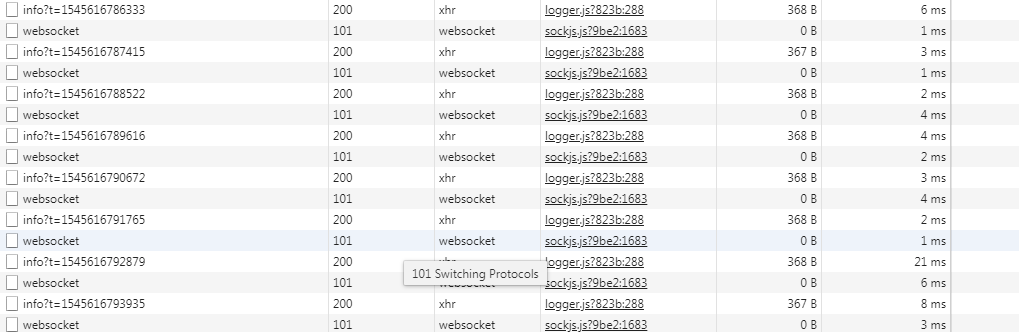 info?t=1545616786333 200 xhr logger.js?823b:288 368 B 6 ms
websocket 101 websocket sockjs.js?9be2:1683 0 B 1 ms
info?t=1545616787415 200 xhr logger.js?823b:288 367 B 3 ms
websocket 101 websocket sockjs.js?9be2:1683 0 B 1 ms
info?t=1545616788522 200 xhr logger.js?823b:288 368 B 2 ms
websocket 101 websocket sockjs.js?9be2:1683 0 B 4 ms
info?t=1545616789616 200 xhr logger.js?823b:288 368 B 4 ms
websocket 101 websocket sockjs.js?9be2:1683 0 B 2 ms
info?t=1545616790672 200 xhr logger.js?823b:288 368 B 3 ms
websocket 101 websocket sockjs.js?9be2:1683 0 B 4 ms
info?t=1545616791765 200 xhr logger.js?823b:288 368 B 2 ms
websocket 101 websocket sockjs.js?9be2:1683 0 B 1 ms
info?t=1545616792879 200 xhr logger.js?823b:288 368 B 21 ms
101 Switching Protocols
websocket 101 websocket sockjs.js?9be2:1683 0 B 6 ms
info?t=1545616793935 200 xhr logger.js?823b:288 367 B 8 ms
websocket 101 websocket sockjs.js?9be2:1683 0 B 3 ms